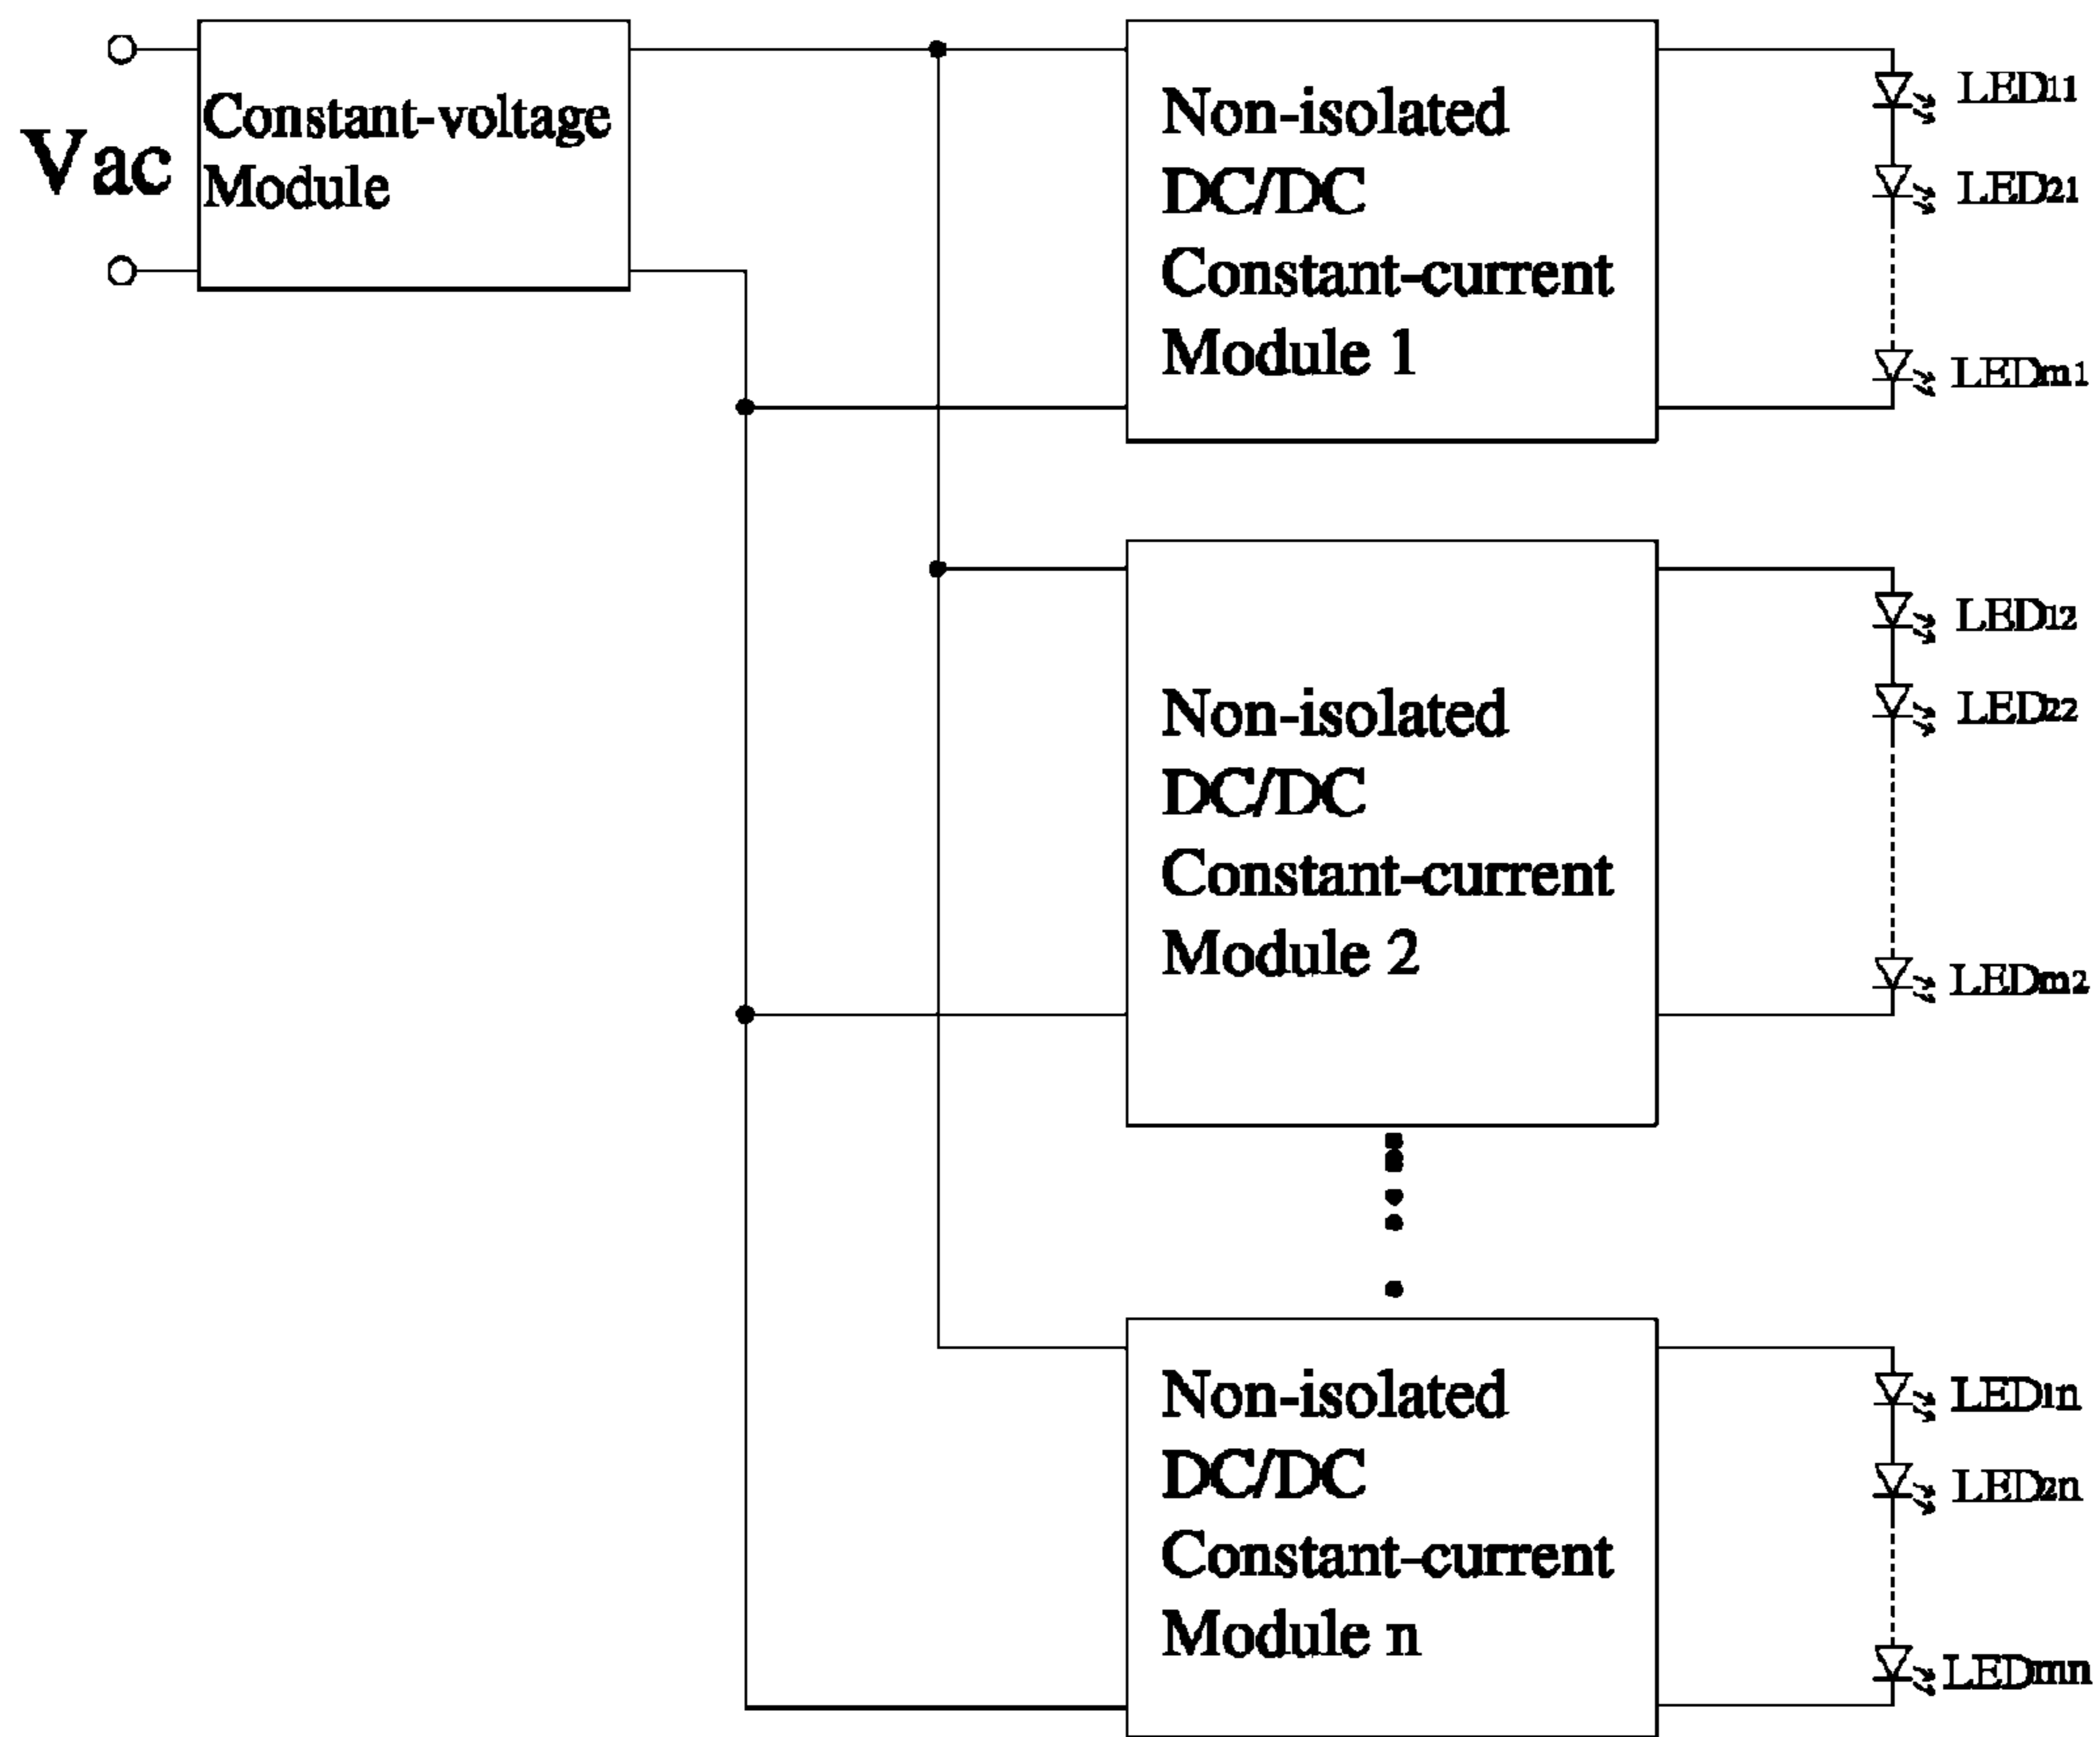 Vac
Constant-voltage
Module
Non-isolated
DC/DC
Constant-current
Module 1
LED11
LED21
LEDm1
Non-isolated
DC/DC
Constant-current
Module 2
LED12
LED22
LEDm2
Non-isolated
DC/DC
Constant-current
Module n
LED1n
LED2n
LEDmn